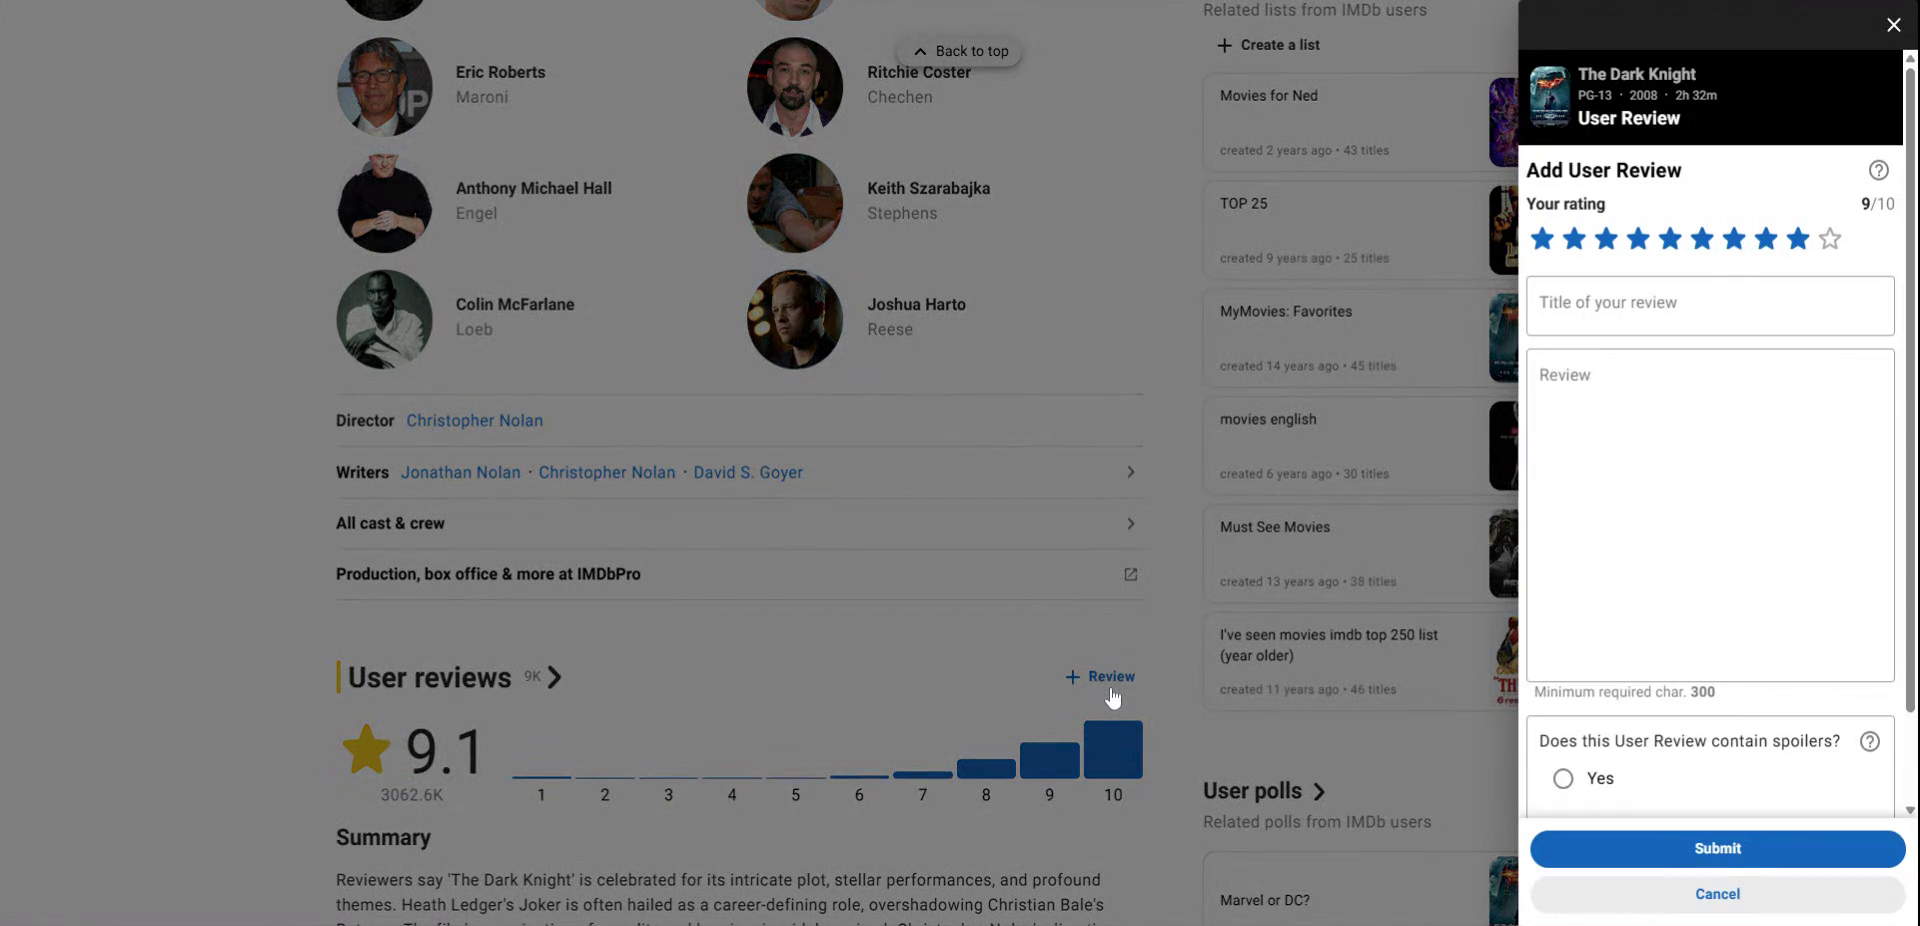 Eric Roberts
Maroni
Back to top
Ritchie Coster
Chechen
Anthony Michael Hall
Engel
Keith Szarabajka
Stephens
Colin McFarlane
Loeb
Joshua Harto
Reese
Director Christopher Nolan
Writers Jonathan Nolan · Christopher Nolan · David S. Goyer
All cast & crew
Production, box office & more at IMDbPro
User reviews 9K
+ Review
9.1
3062.6K
1 2 3 4 5 6 7 8 9 10
Summary
Reviewers say 'The Dark Knight' is celebrated for its intricate plot, stellar performances, and profound
themes. Heath Ledger's Joker is often hailed as a career-defining role, overshadowing Christian Bale's
Related lists from IMDb users
+ Create a list
Movies for Ned
created 2 years ago • 43 titles
TOP 25
created 9 years ago • 25 titles
MyMovies: Favorites
created 14 years ago • 45 titles
movies english
created 6 years ago • 30 titles
Must See Movies
created 13 years ago • 38 titles
I've seen movies imdb top 250 list
(year older)
created 11 years ago • 46 titles
User polls
Related polls from IMDb users
Marvel or DC?
The Dark Knight
PG-13 · 2008 · 2h 32m
User Review
Add User Review
Your rating 9/10
Title of your review
Review
Minimum required char. 300
Does this User Review contain spoilers?
Yes
Submit
Cancel